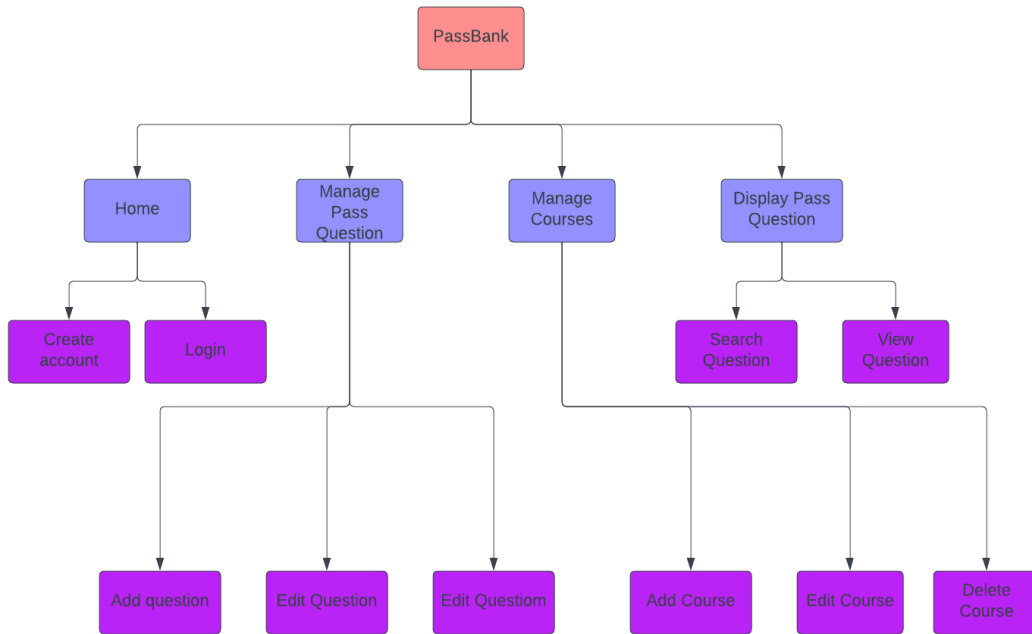 PassBank
Home
Manage
Pass
Question
Manage
Courses
Display Pass
Question
Create
account
Login
Search
Question
View
Question
Add question
Edit Question
Edit Questiom
Add Course
Edit Course
Delete
Course